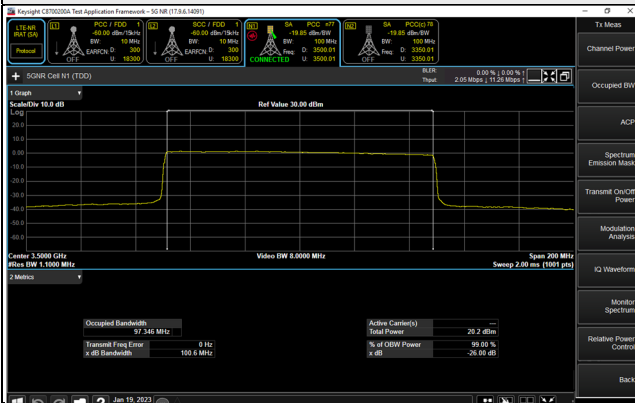 Keysight C8700200A Test Application Framework – 5G NR (17.9.6.14091)
Tx Meas
LTE-NR
IRAT (SA)
Protocol
L1 PCC / FDD 1
-60.00 dBm/15kHz
BW: 10 MHz
EARFCN: D: 300
OFF U: 18300
L2 SCC / FDD 1
-60.00 dBm/15kHz
BW: 10 MHz
EARFCN: D: 300
OFF U: 18300
N1 SA PCC n77
-19.85 dBm/BW
BW: 100 MHz
Freq D: 3500.01
CONNECTED U: 3500.01
N2 SA PCC(c) 78
-19.85 dBm/BW
BW: 100 MHz
Freq D: 3350.01
OFF U: 3350.01
5GNR Cell N1 (TDD)
BLER: 0.00 % ↓ 0.00 % ↑
Thput: 2.05 Mbps ↓ 11.26 Mbps ↑
1 Graph
Scale/Div 10.0 dB
Ref Value 30.00 dBm
Log
20.0
10.0
0.00
-10.0
-20.0
-30.0
-40.0
-50.0
-60.0
Center 3.5000 GHz
Video BW 8.0000 MHz
Span 200 MHz
#Res BW 1.1000 MHz
Sweep 2.00 ms (1001 pts)
2 Metrics
Occupied Bandwidth
97.346 MHz
Transmit Freq Error 0 Hz
x dB Bandwidth 100.6 MHz
Active Carrier(s) ---
Total Power 20.2 dBm
% of OBW Power 99.00 %
x dB -26.00 dB
Channel Power
Occupied BW
ACP
Spectrum
Emission Mask
Transmit On/Off
Power
Modulation
Analysis
IQ Waveform
Monitor
Spectrum
Relative Power
Control
Back
Jan 19, 2023